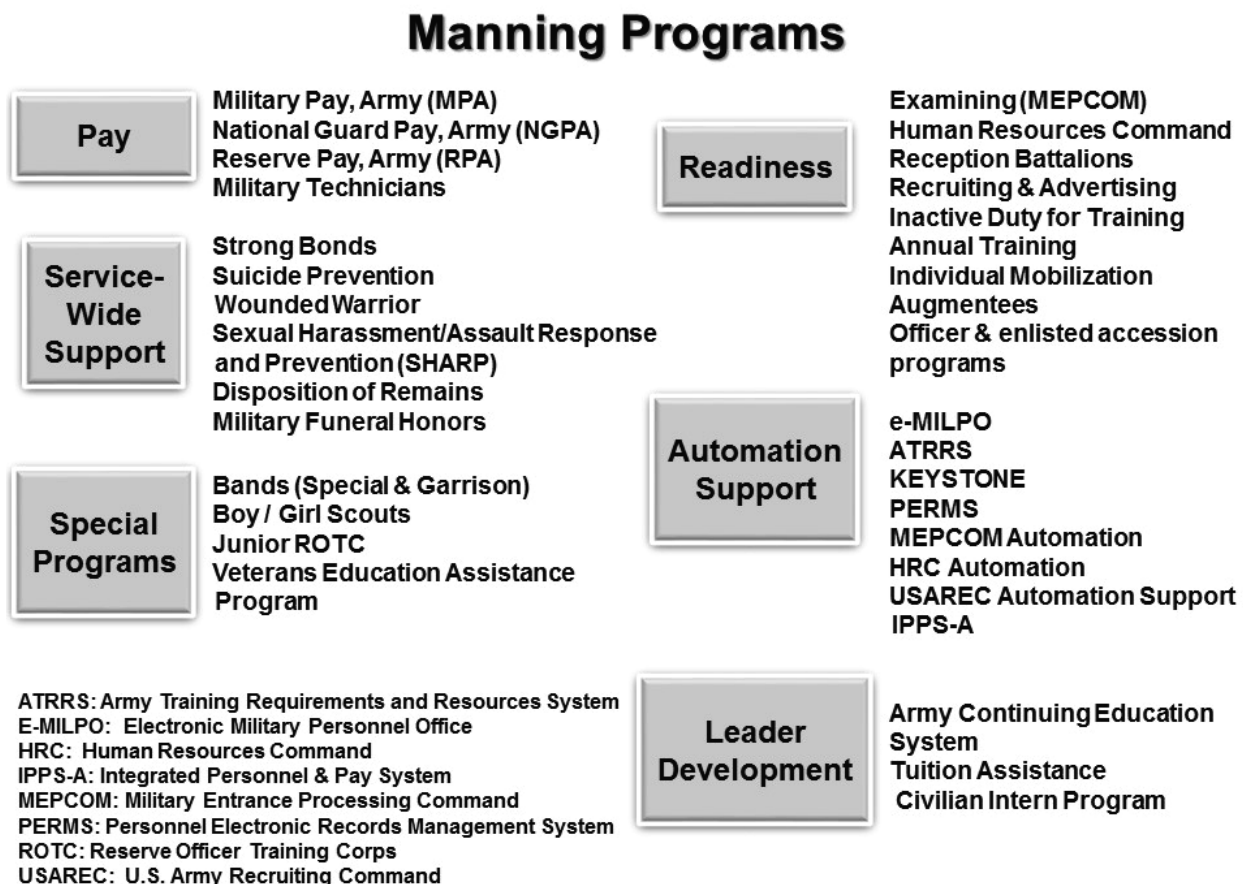 Manning Programs
Pay
Military Pay, Army (MPA)
National Guard Pay, Army (NGPA)
Reserve Pay, Army (RPA)
Military Technicians
Service-
Wide
Support
Strong Bonds
Suicide Prevention
Wounded Warrior
Sexual Harassment/Assault Response
and Prevention (SHARP)
Disposition of Remains
Military Funeral Honors
Special
Programs
Bands (Special & Garrison)
Boy / Girl Scouts
Junior ROTC
Veterans Education Assistance
Program
Readiness
Examining (MEPCOM)
Human Resources Command
Reception Battalions
Recruiting & Advertising
Inactive Duty for Training
Annual Training
Individual Mobilization
Augmentees
Officer & enlisted accession
programs
Automation
Support
e-MILPO
ATRRS
KEYSTONE
PERMS
MEPCOM Automation
HRC Automation
USAREC Automation Support
IPPS-A
Leader
Development
Army Continuing Education
System
Tuition Assistance
Civilian Intern Program
ATRRS: Army Training Requirements and Resources System
E-MILPO: Electronic Military Personnel Office
HRC: Human Resources Command
IPPS-A: Integrated Personnel & Pay System
MEPCOM: Military Entrance Processing Command
PERMS: Personnel Electronic Records Management System
ROTC: Reserve Officer Training Corps
USAREC: U.S. Army Recruiting Command